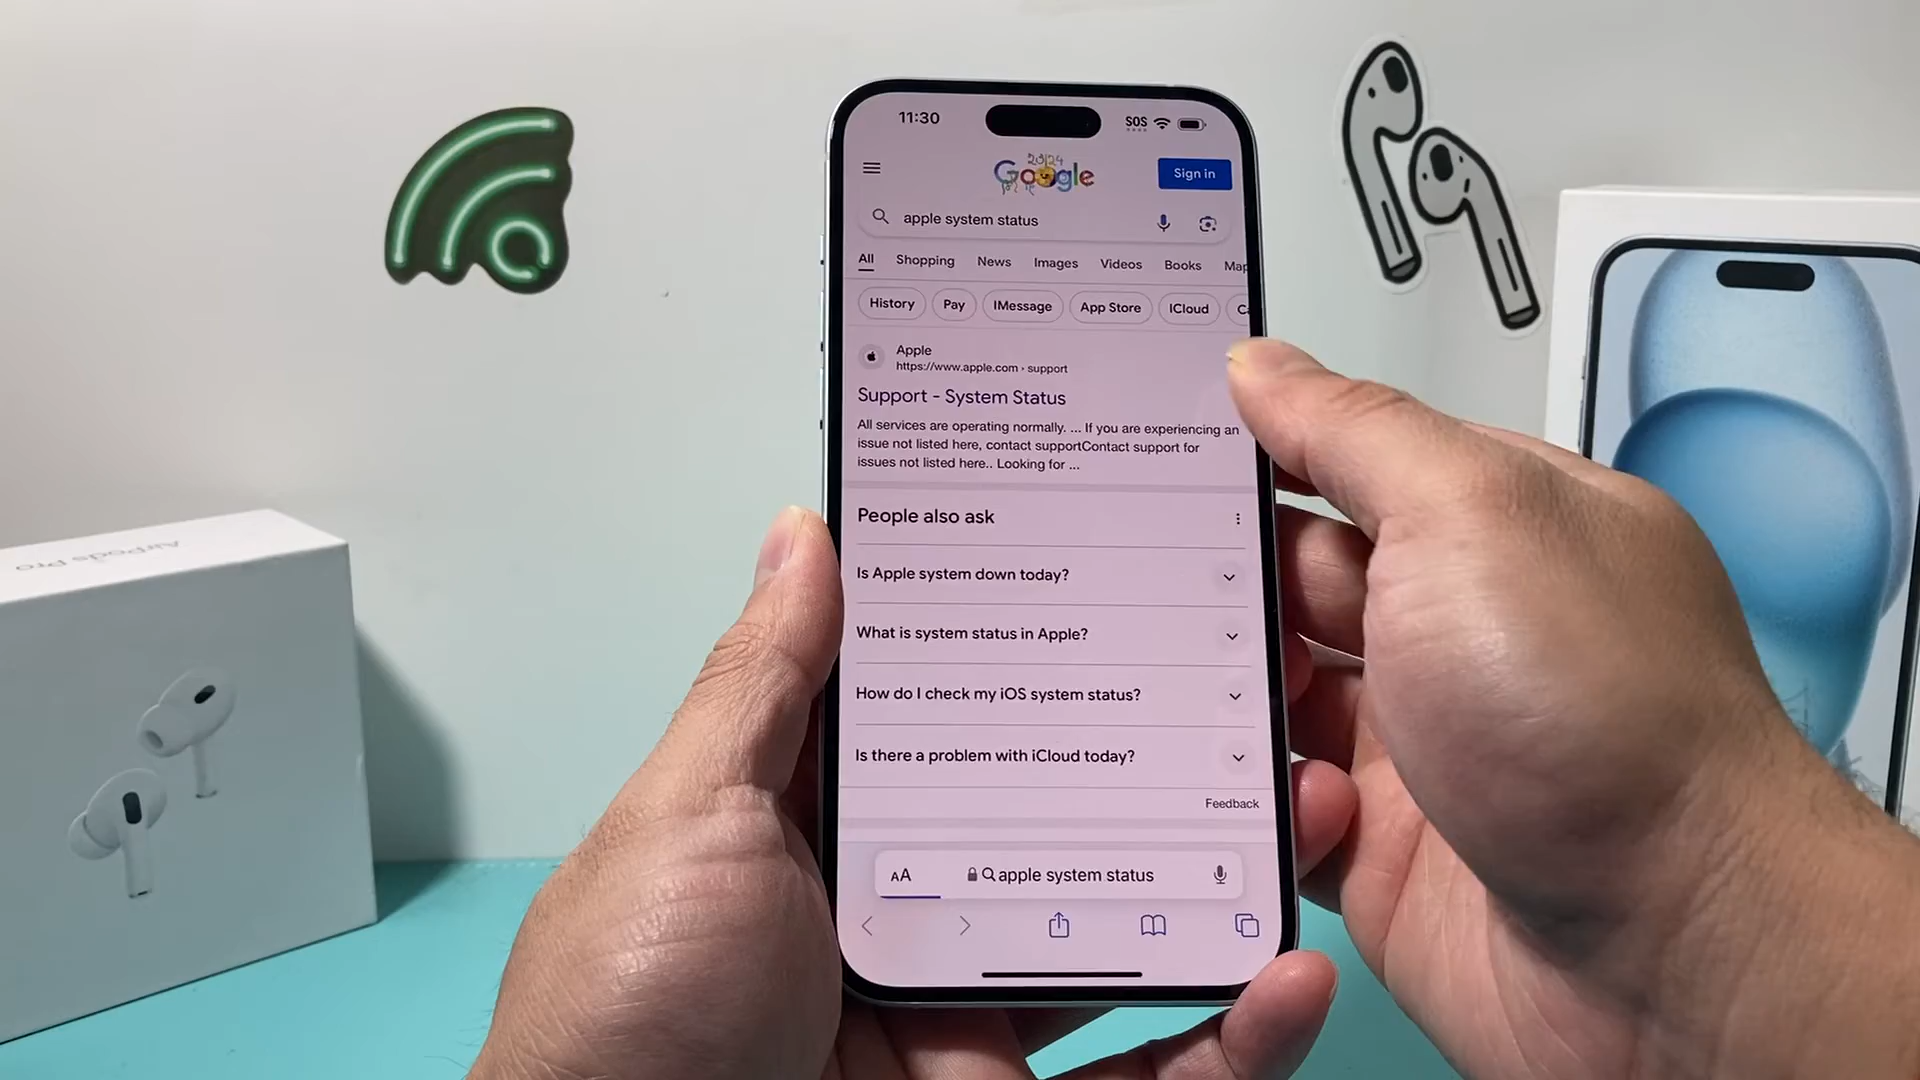 11:30
SOS
Google
Sign in
apple system status
All Shopping News Images Videos Books Map
History Pay IMessage App Store ICloud
Apple
https://www.apple.com › support
Support - System Status
All services are operating normally. ... If you are experiencing an
issue not listed here, contact supportContact support for
issues not listed here.. Looking for ...
People also ask
Is Apple system down today?
What is system status in Apple?
How do I check my iOS system status?
Is there a problem with iCloud today?
Feedback
AA apple system status
AirPods Pro